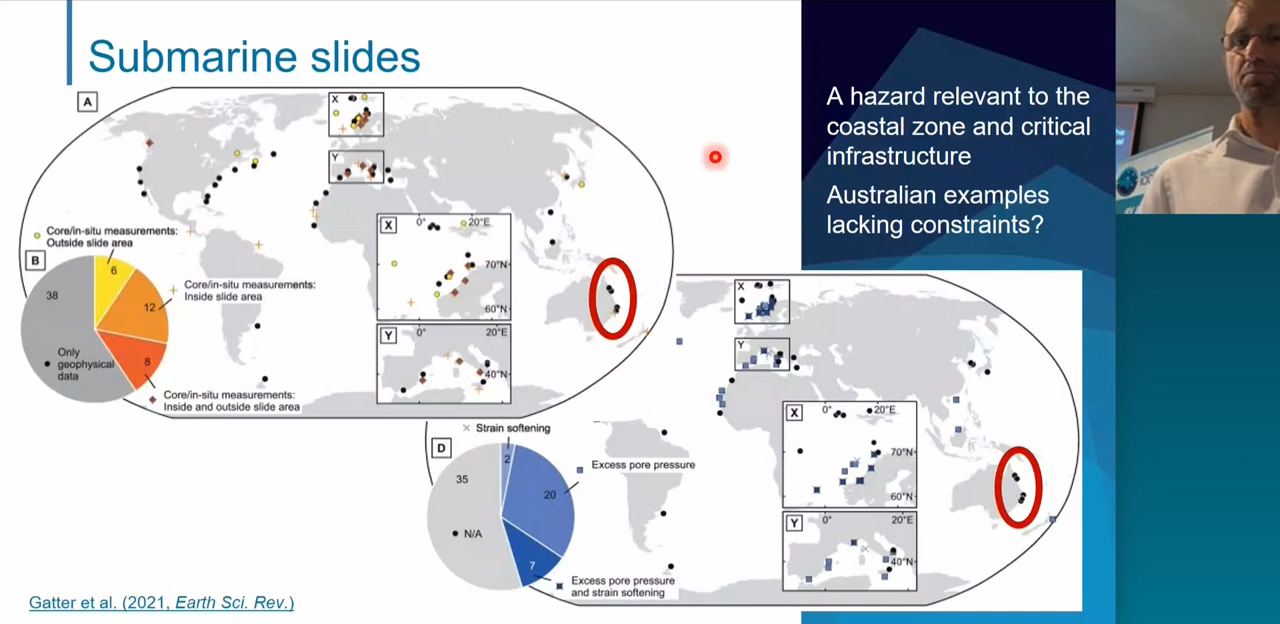 Submarine slides
A
X
Y
Core/in-situ measurements:
Outside slide area
B
6
38
12
Core/in-situ measurements:
Inside slide area
8
Only
geophysical
data
Core/in-situ measurements:
Inside and outside slide area
X
0°
20°E
70°N
60°N
Y
0°
20°E
40°N
A hazard relevant to the
coastal zone and critical
infrastructure
Australian examples
lacking constraints?
X
Y
Strain softening
D
2
35
20
Excess pore pressure
N/A
7
Excess pore pressure
and strain softening
X
0°
20°E
70°N
60°N
Y
0°
20°E
40°N
Gatter et al. (2021, Earth Sci. Rev.)